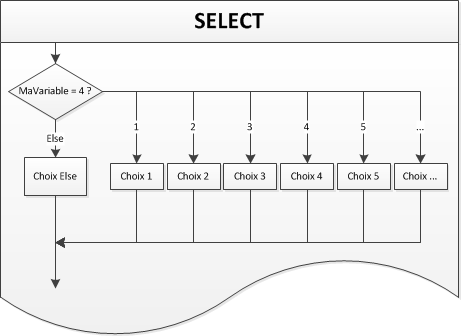 SELECT
MaVariable = 4 ?
1
2
3
4
5
...
Else
Choix Else
Choix 1
Choix 2
Choix 3
Choix 4
Choix 5
Choix ...